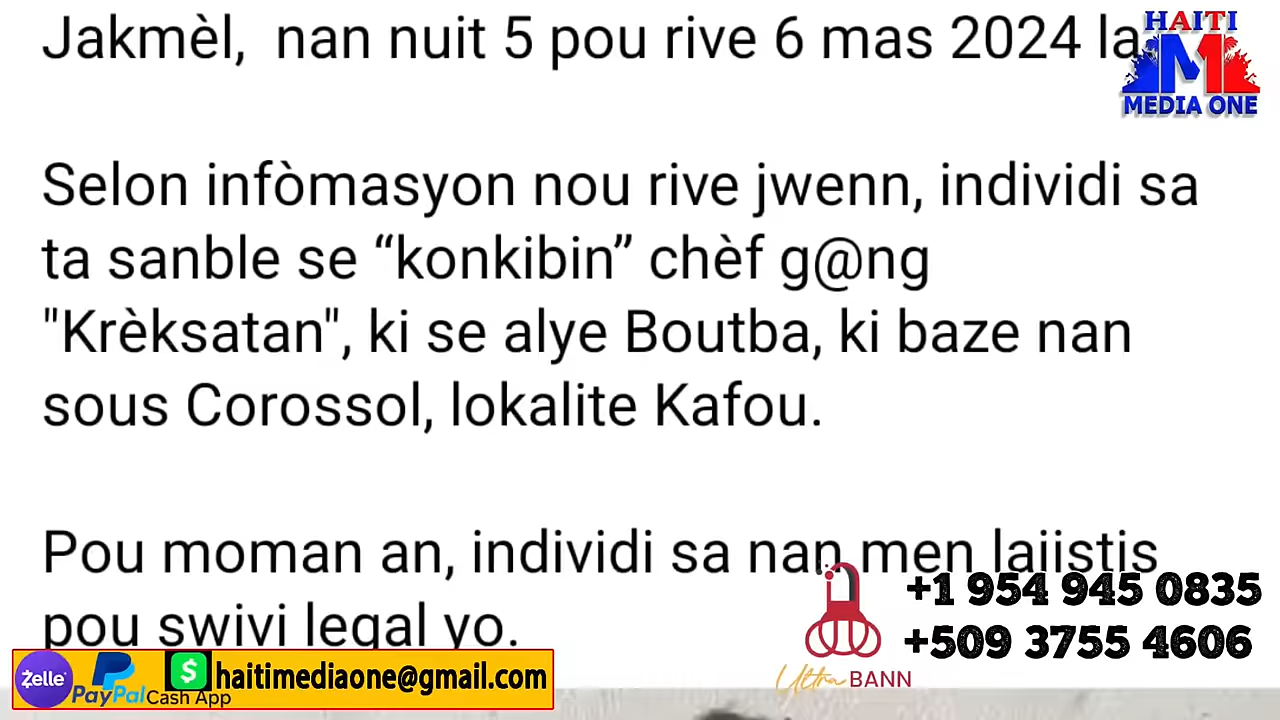 Jakmèl, nan nuit 5 pou rive 6 mas 2024 la
HAITI
M
MEDIA ONE
Selon infòmasyon nou rive jwenn, individi sa
ta sanble se “konkibin” chèf g@ng
"Krèksatan", ki se alye Boutba, ki baze nan
sous Corossol, lokalite Kafou.
Pou moman an, individi sa nan men lajistis
pou swivi legal yo.
+1 954 945 0835
+509 3755 4606
Ultra BANN
Zelle
PayPal
$
Cash App
haitimediaone@gmail.com